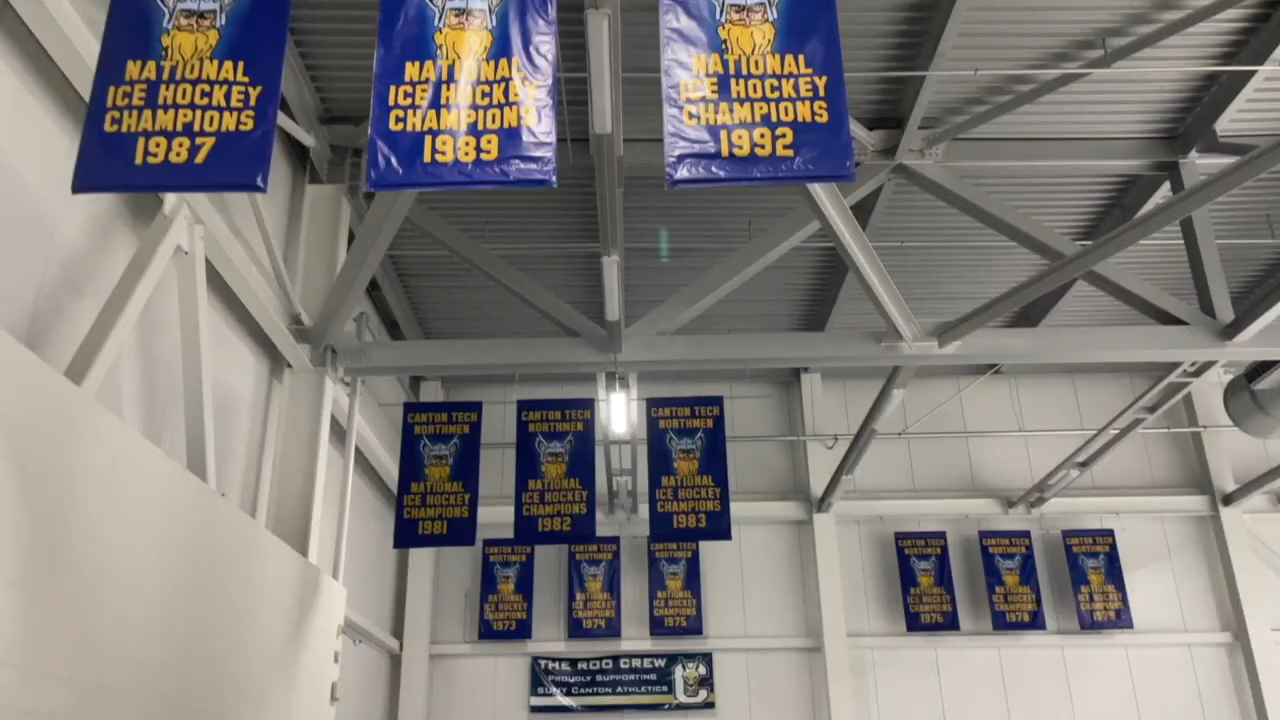 NATIONAL
ICE HOCKEY
CHAMPIONS
1987
NATIONAL
ICE HOCKEY
CHAMPIONS
1989
NATIONAL
ICE HOCKEY
CHAMPIONS
1992
CANTON TECH
NORTHMEN
NATIONAL
ICE HOCKEY
CHAMPIONS
1981
CANTON TECH
NORTHMEN
NATIONAL
ICE HOCKEY
CHAMPIONS
1982
CANTON TECH
NORTHMEN
NATIONAL
ICE HOCKEY
CHAMPIONS
1983
CANTON TECH
NORTHMEN
NATIONAL
ICE HOCKEY
CHAMPIONS
1973
CANTON TECH
NORTHMEN
NATIONAL
ICE HOCKEY
CHAMPIONS
1974
CANTON TECH
NORTHMEN
NATIONAL
ICE HOCKEY
CHAMPIONS
1975
CANTON TECH
NORTHMEN
NATIONAL
ICE HOCKEY
CHAMPIONS
1976
CANTON TECH
NORTHMEN
NATIONAL
ICE HOCKEY
CHAMPIONS
1978
CANTON TECH
NORTHMEN
NATIONAL
ICE HOCKEY
CHAMPIONS
THE ROO CREW
PROUDLY SUPPORTING
SUNY CANTON ATHLETICS
C